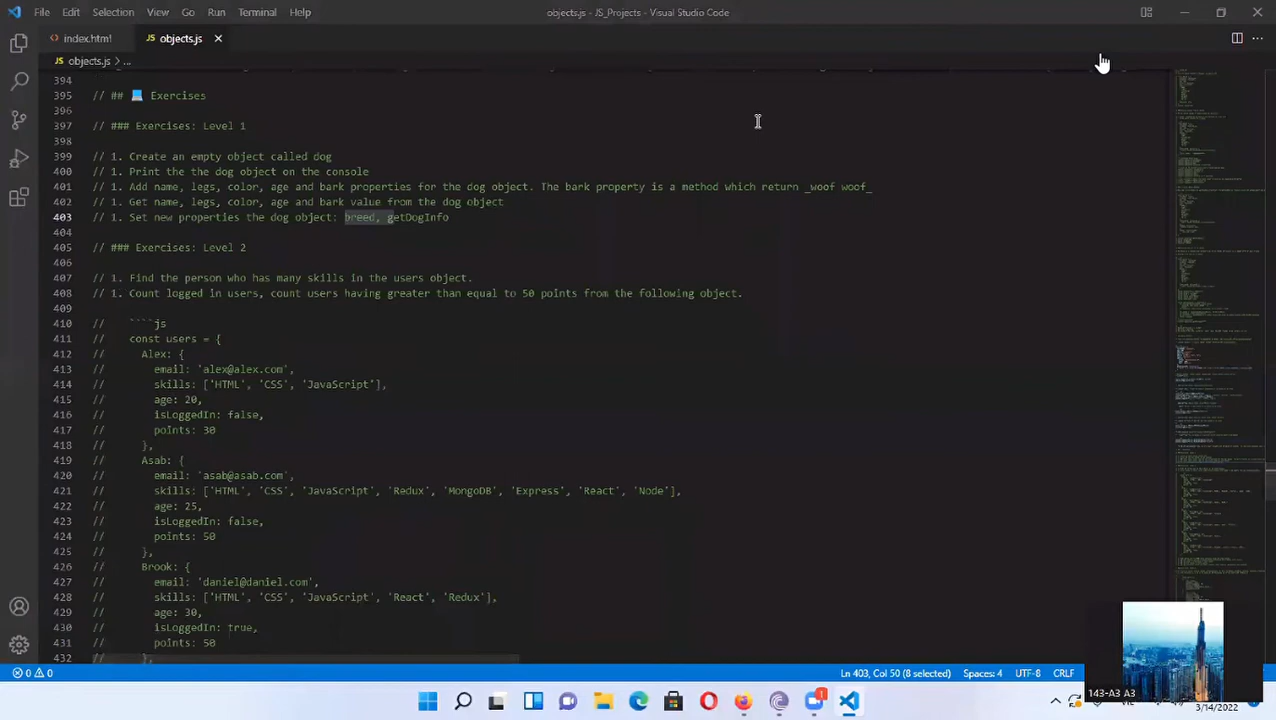 File Edit Selection View Go Run Terminal Help
objects.js - JS_Projects - Visual Studio Code
index.html
objects.js
objects.js > ...
394
395 // ## Exercises
396
397 // ### Exercises: Level 1
398
399 // 1. Create an empty object called dog
400 // 1. Print the the dog object on the console
401 // 1. Add name, legs, color, age and bark properties for the dog object. The bark property is a method which return _woof woof_
402 // 1. Get name, legs, color, age and bark value from the dog object
403 // 1. Set new properties the dog object: breed, getDogInfo
404
405 // ### Exercises: Level 2
406
407 // 1. Find the person who has many skills in the users object.
408 // 1. Count logged in users, count users having greater than equal to 50 points from the following object.
409
410 // ````js
411 // const users = {
412 // Alex: {
413 // email: 'alex@alex.com',
414 // skills: ['HTML', 'CSS', 'JavaScript'],
415 // age: 20,
416 // isLoggedIn: false,
417 // points: 30
418 // },
419 // Asab: {
420 // email: 'asab@asab.com',
421 // skills: ['HTML', 'CSS', 'JavaScript', 'Redux', 'MongoDB', 'Express', 'React', 'Node'],
422 // age: 25,
423 // isLoggedIn: false,
424 // points: 50
425 // },
426 // Brook: {
427 // email: 'daniel@daniel.com',
428 // skills: ['HTML', 'CSS', 'JavaScript', 'React', 'Redux'],
429 // age: 30,
430 // isLoggedIn: true,
431 // points: 50
432 // },
0 0
Ln 403, Col 50 (8 selected) Spaces: 4 UTF-8 CRLF
143-A3 A3
1
3/14/2022